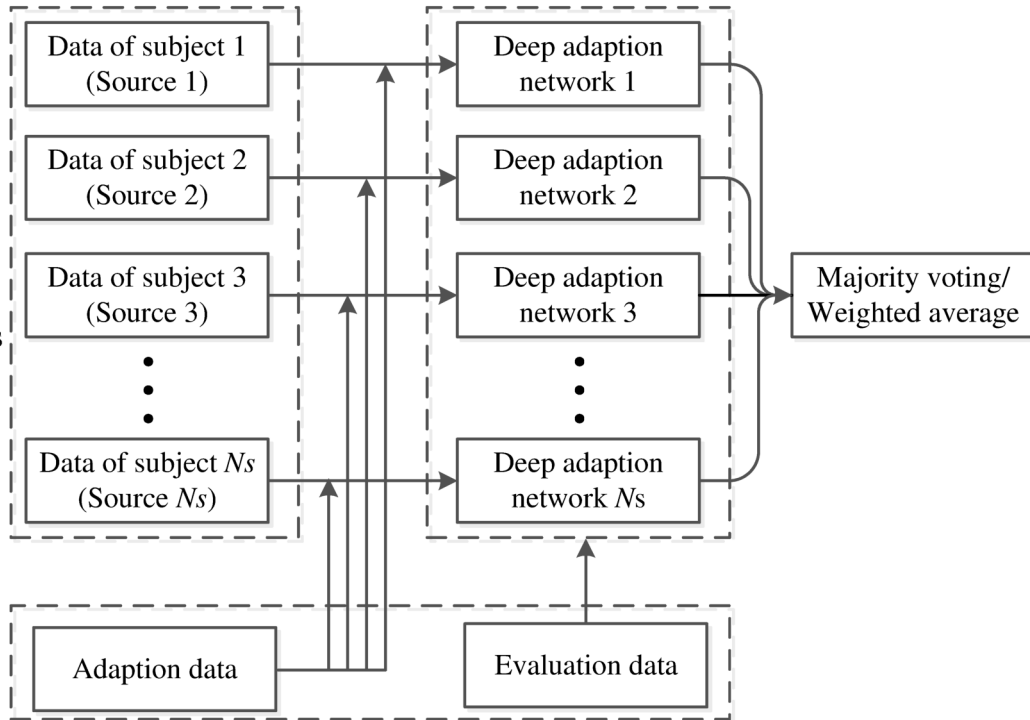 Data of subject 1
(Source 1)
Deep adaption
network 1
Data of subject 2
(Source 2)
Deep adaption
network 2
Data of subject 3
(Source 3)
Deep adaption
network 3
Majority voting/
Weighted average
Data of subject Ns
(Source Ns)
Deep adaption
network Ns
Adaption data
Evaluation data